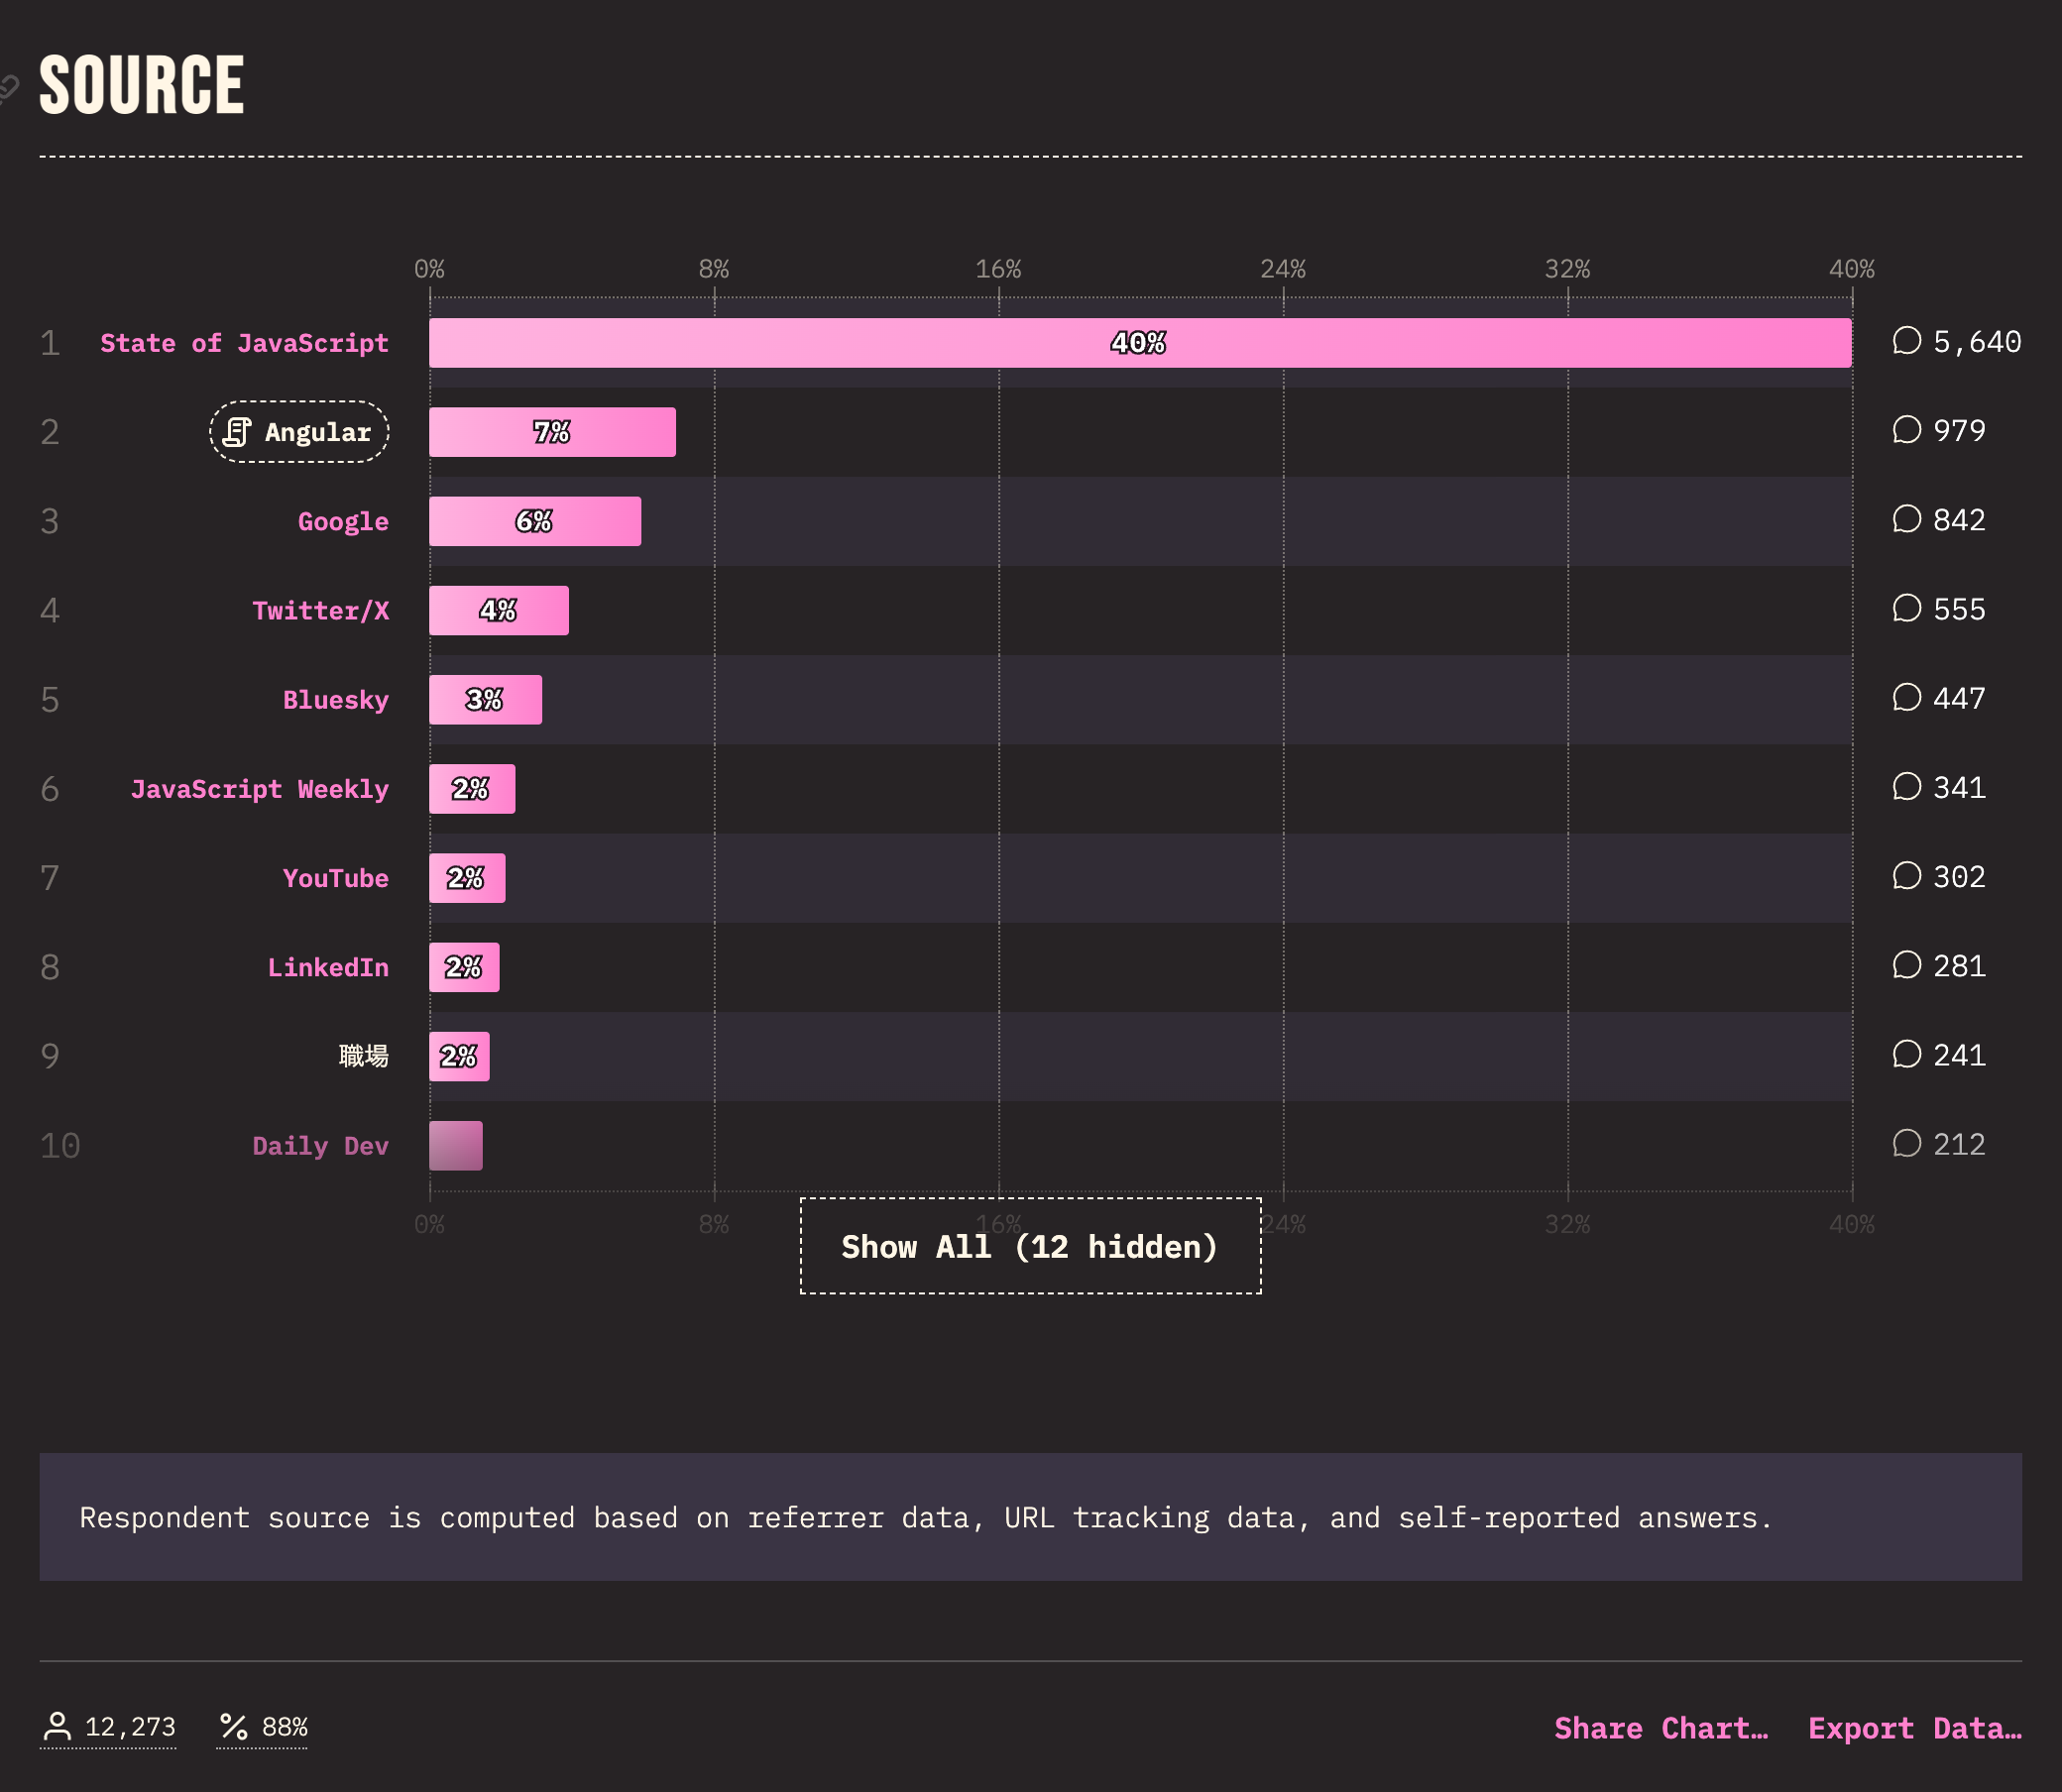 SOURCE
0% 8% 16% 24% 32% 40%
1 State of JavaScript 40% 5,640
2 Angular 7% 979
3 Google 6% 842
4 Twitter/X 4% 555
5 Bluesky 3% 447
6 JavaScript Weekly 2% 341
7 YouTube 2% 302
8 LinkedIn 2% 281
9 職場 2% 241
10 Daily Dev 212
0% 8% 16% 24% 32% 40%
Show All (12 hidden)
Respondent source is computed based on referrer data, URL tracking data, and self-reported answers.
12,273 88% Share Chart… Export Data…